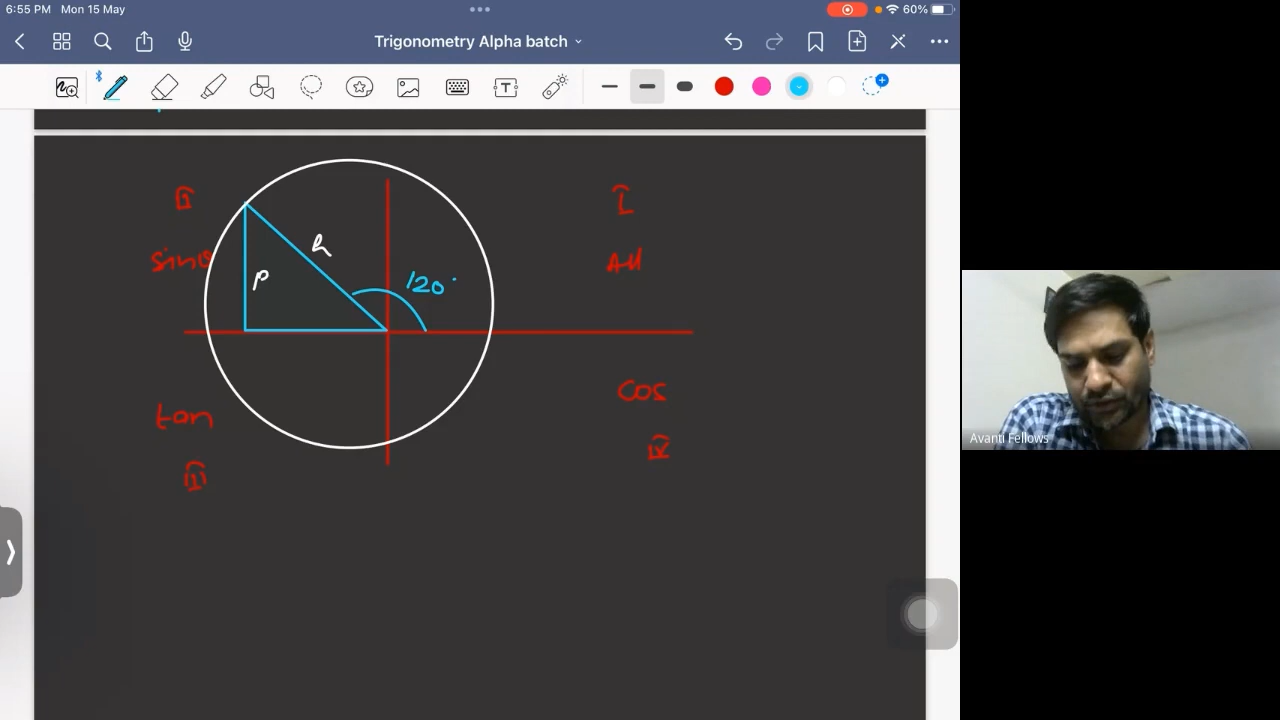 6:55 PM Mon 15 May
60%
Trigonometry Alpha batch
T
II
I
sinθ
All
h
P
120°
tan
cos
III
IV
Avanti Fellows